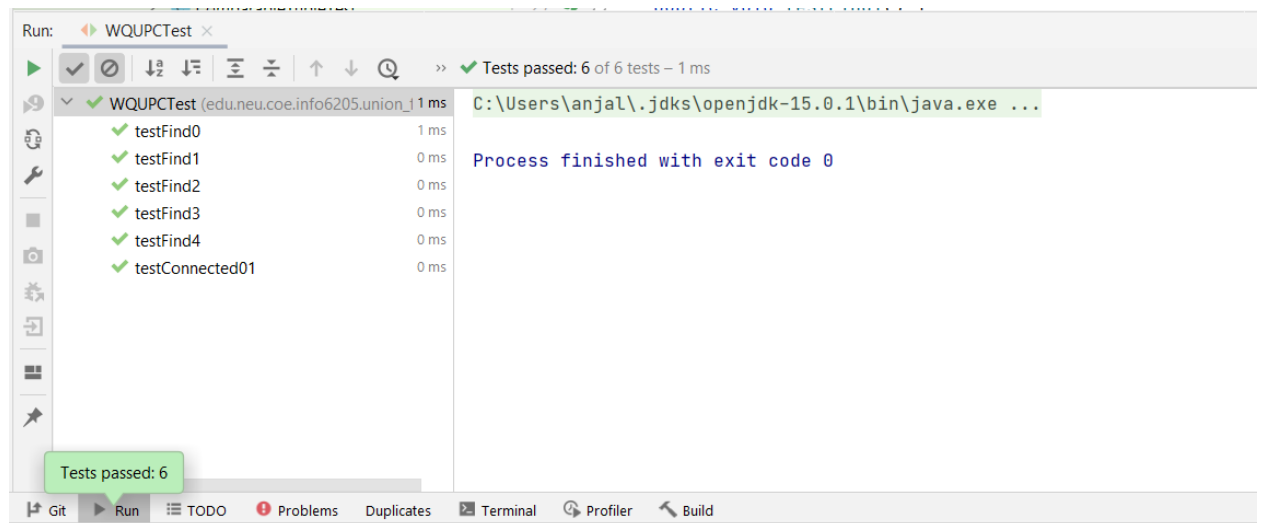 Run: WQUPCTest
Tests passed: 6 of 6 tests – 1 ms
WQUPCTest (edu.neu.coe.info6205.union_f 1 ms
testFind0 1 ms
testFind1 0 ms
testFind2 0 ms
testFind3 0 ms
testFind4 0 ms
testConnected01 0 ms
C:\Users\anjal\.jdks\openjdk-15.0.1\bin\java.exe ...
Process finished with exit code 0
Tests passed: 6
Git Run TODO Problems Duplicates Terminal Profiler Build